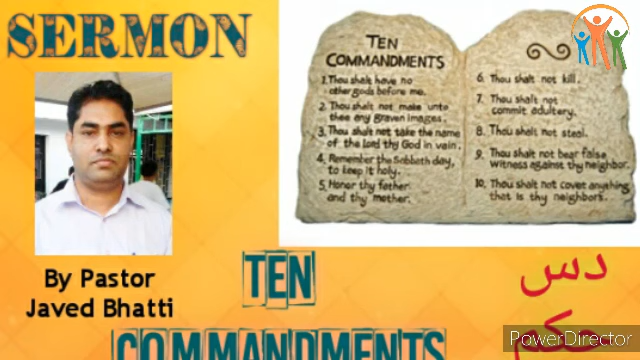 SERMON
By Pastor
Javed Bhatti
TEN
COMMANDMENTS
1. Thou shalt have no
other gods before me.
2. Thou shalt not make unto
thee any graven images.
3. Thou shalt not take the name
of the Lord thy God in vain.
4. Remember the Sabbath day,
to keep it holy.
5. Honor thy father
and thy mother.
6. Thou shalt not kill.
7. Thou shalt not
commit adultery.
8. Thou shalt not steal.
9. Thou shalt not bear false
witness against thy neighbor.
10. Thou shalt not covet anything
that is thy neighbors.
TEN
COMMANDMENTS
دس
حکم
PowerDirector